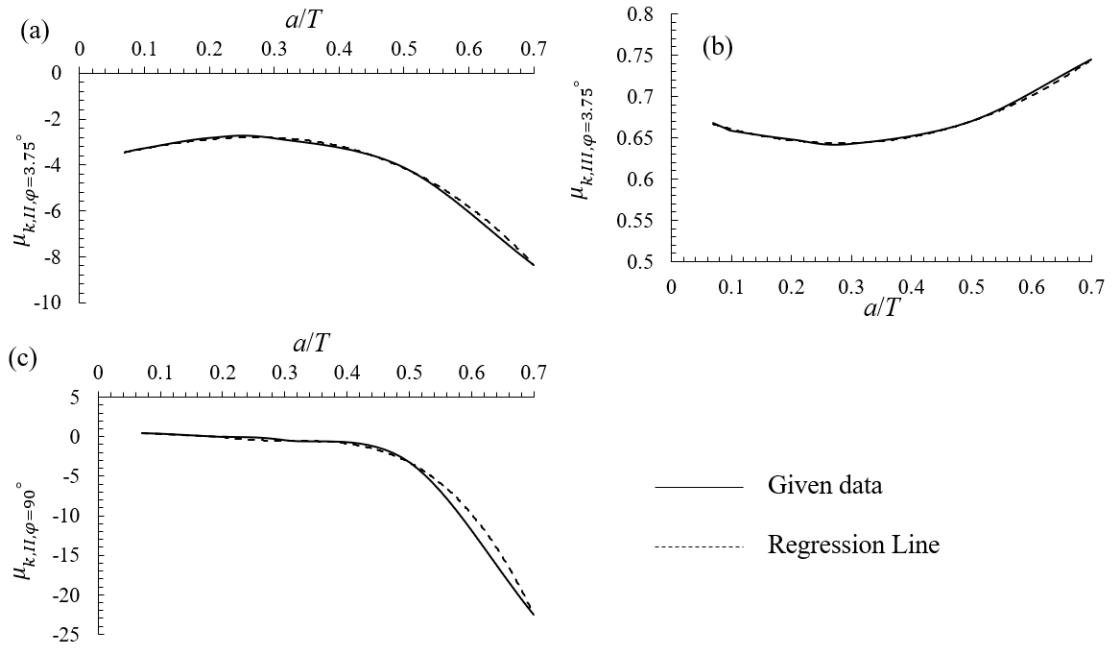 (a)
a/T
0 0.1 0.2 0.3 0.4 0.5 0.6 0.7
0
-2
-4
-6
-8
-10
μk,II,φ=3.75°
(b)
0.8
0.75
0.7
0.65
0.6
0.55
0.5
μk,III,φ=3.75°
0 0.1 0.2 0.3 0.4 0.5 0.6 0.7
a/T
(c)
a/T
0 0.1 0.2 0.3 0.4 0.5 0.6 0.7
5
0
-5
-10
-15
-20
-25
μk,II,φ=90°
Given data
Regression Line